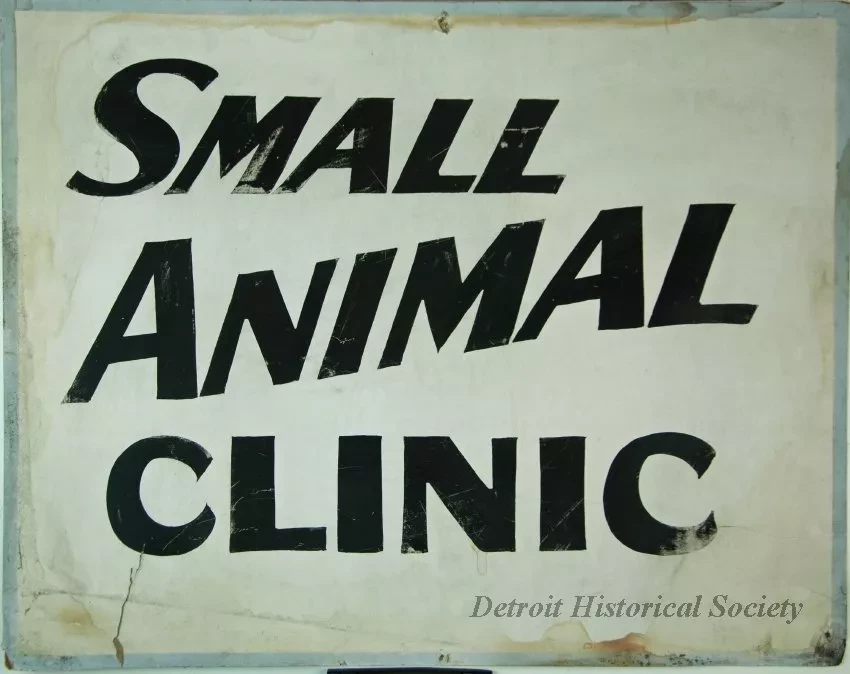 SMALL
ANIMAL
CLINIC
Detroit Historical Society